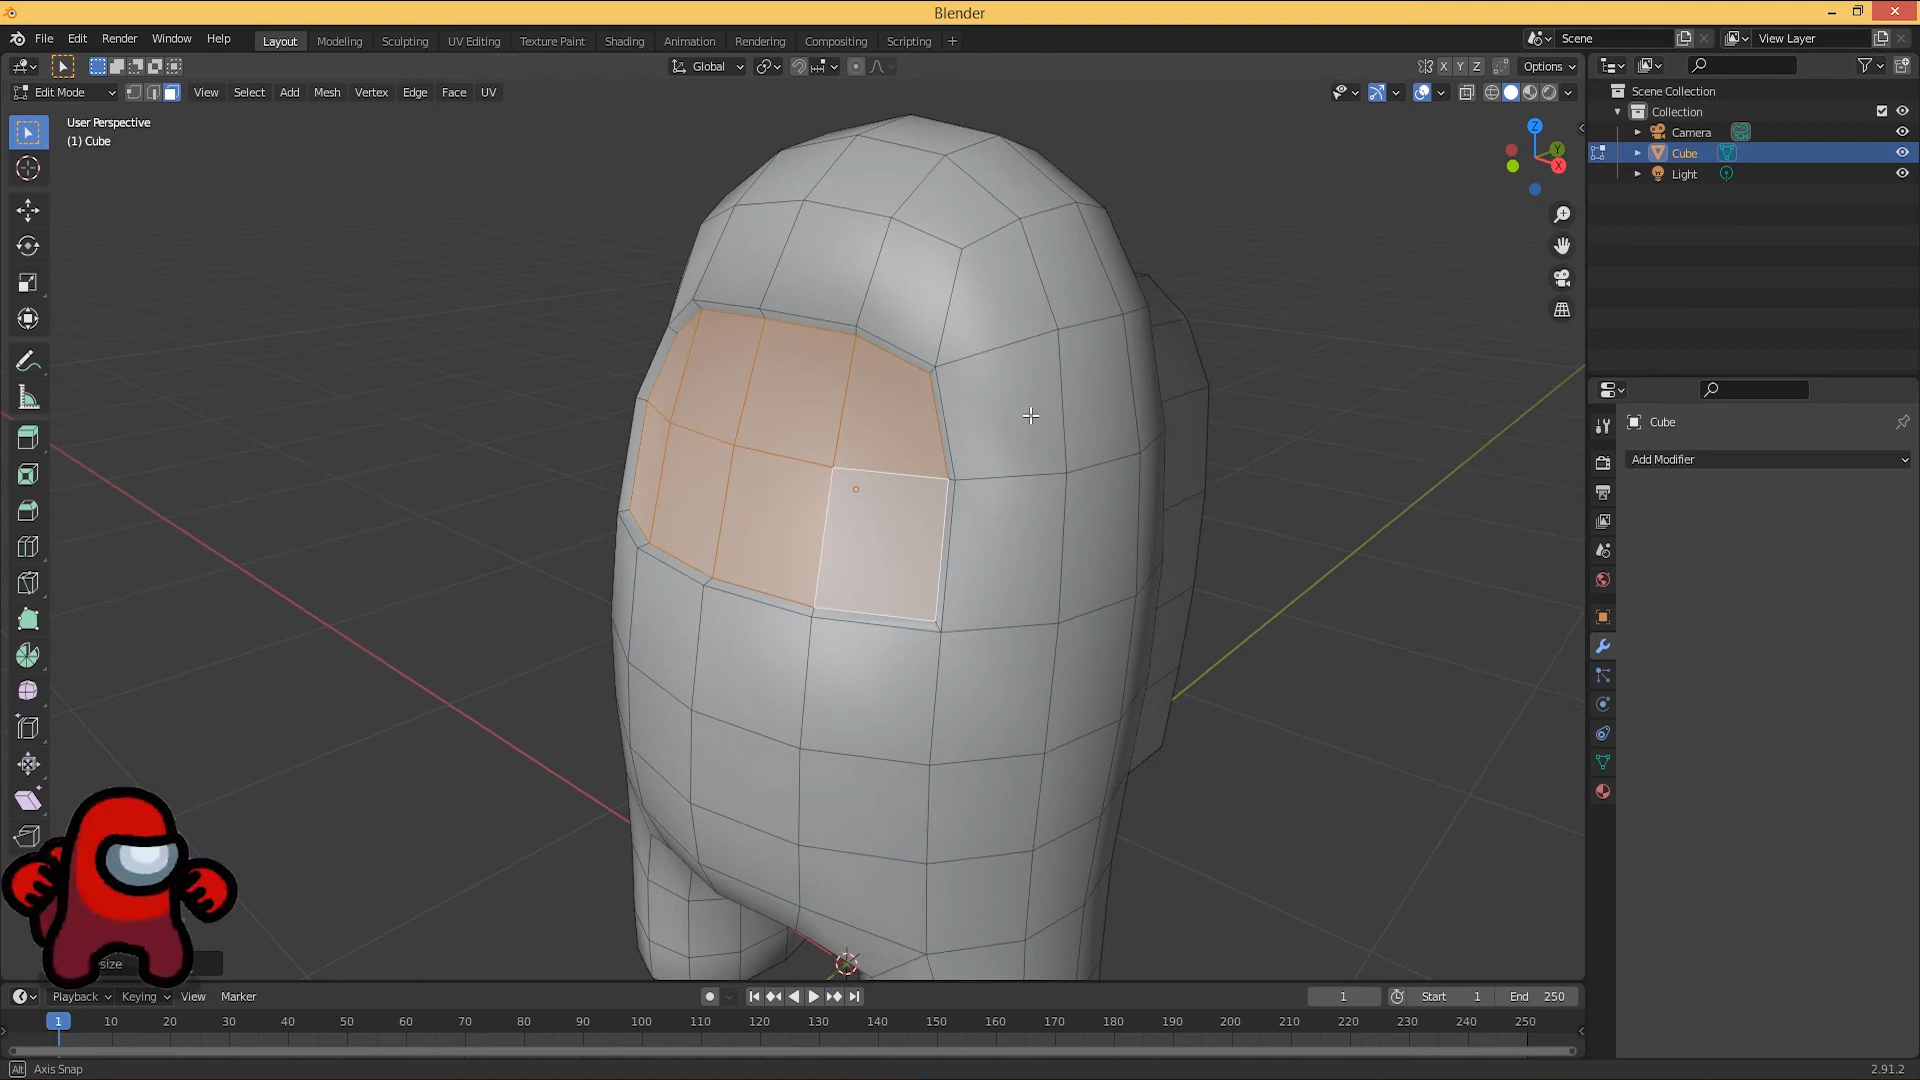 Blender
File Edit Render Window Help Layout Modeling Sculpting UV Editing Texture Paint Shading Animation Rendering Compositing Scripting + Scene View Layer
Global X Y Z Options
Edit Mode View Select Add Mesh Vertex Edge Face UV
User Perspective
(1) Cube
Z
Y
X
Scene Collection
Collection
Camera
Cube
Light
Cube
Add Modifier
size
Playback Keying View Marker 1 Start 1 End 250
1 10 20 30 40 50 60 70 80 90 100 110 120 130 140 150 160 170 180 190 200 210 220 230 240 250
Alt Axis Snap 2.91.2